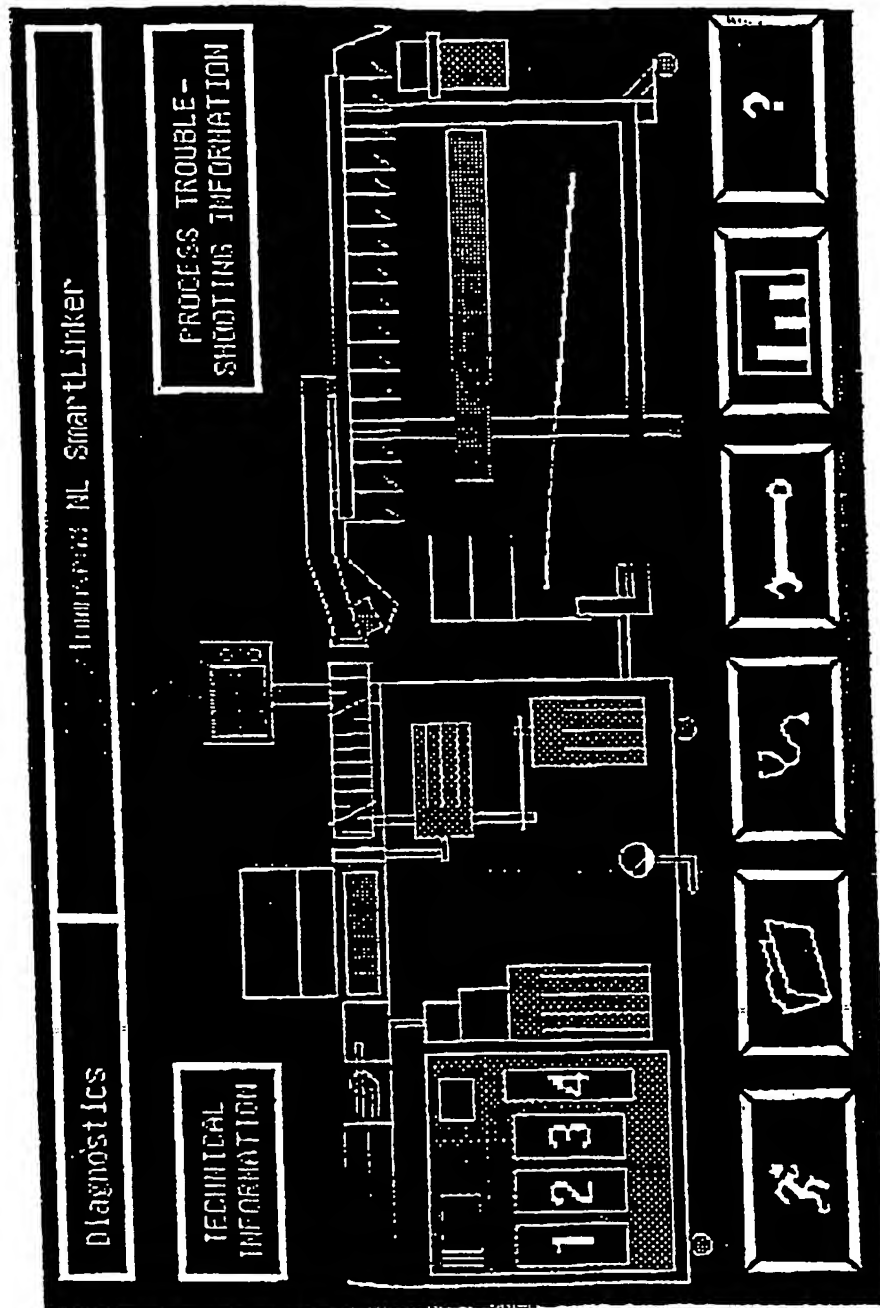 Diagnostics
NL SmartLinker
TECHNICAL
INFORMATION
PROCESS TROUBLE-
SHOOTING INFORMATION
1 2 3 4
?